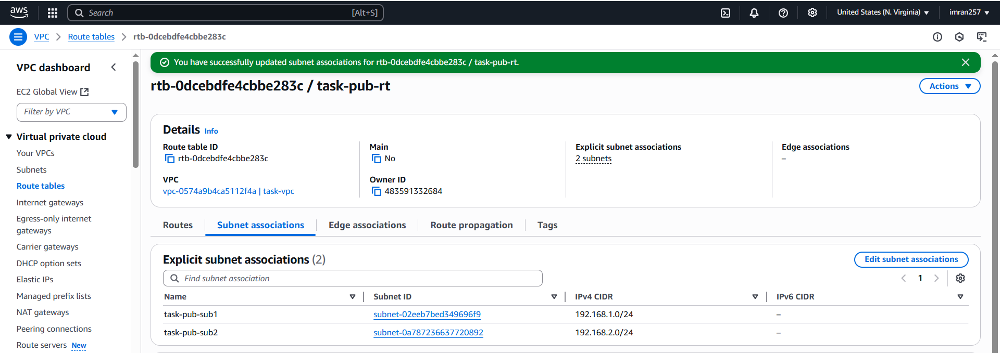 aws
Search [Alt+S]
United States (N. Virginia)
imran257
VPC > Route tables > rtb-0dcebdfe4cbbe283c
VPC dashboard
EC2 Global View
Filter by VPC
Virtual private cloud
Your VPCs
Subnets
Route tables
Internet gateways
Egress-only internet
gateways
Carrier gateways
DHCP option sets
Elastic IPs
Managed prefix lists
NAT gateways
Peering connections
Route servers New
You have successfully updated subnet associations for rtb-0dcebdfe4cbbe283c / task-pub-rt.
rtb-0dcebdfe4cbbe283c / task-pub-rt
Actions
Details Info
Route table ID
rtb-0dcebdfe4cbbe283c
Main
No
Explicit subnet associations
2 subnets
Edge associations
–
VPC
vpc-0574a9b4ca5112f4a | task-vpc
Owner ID
483591332684
Routes
Subnet associations
Edge associations
Route propagation
Tags
Explicit subnet associations (2)
Edit subnet associations
Find subnet association
1
Name Subnet ID IPv4 CIDR IPv6 CIDR
task-pub-sub1 subnet-02eeb7bed349696f9 192.168.1.0/24 –
task-pub-sub2 subnet-0a787236637720892 192.168.2.0/24 –